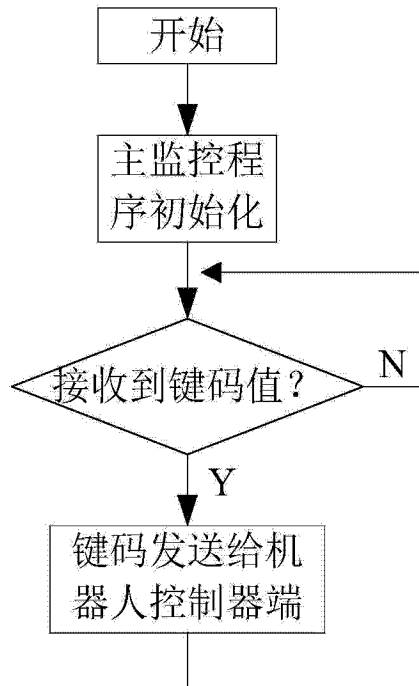 开始
主监控程
序初始化
接收到键码值？
N
Y
键码发送给机
器人控制器端